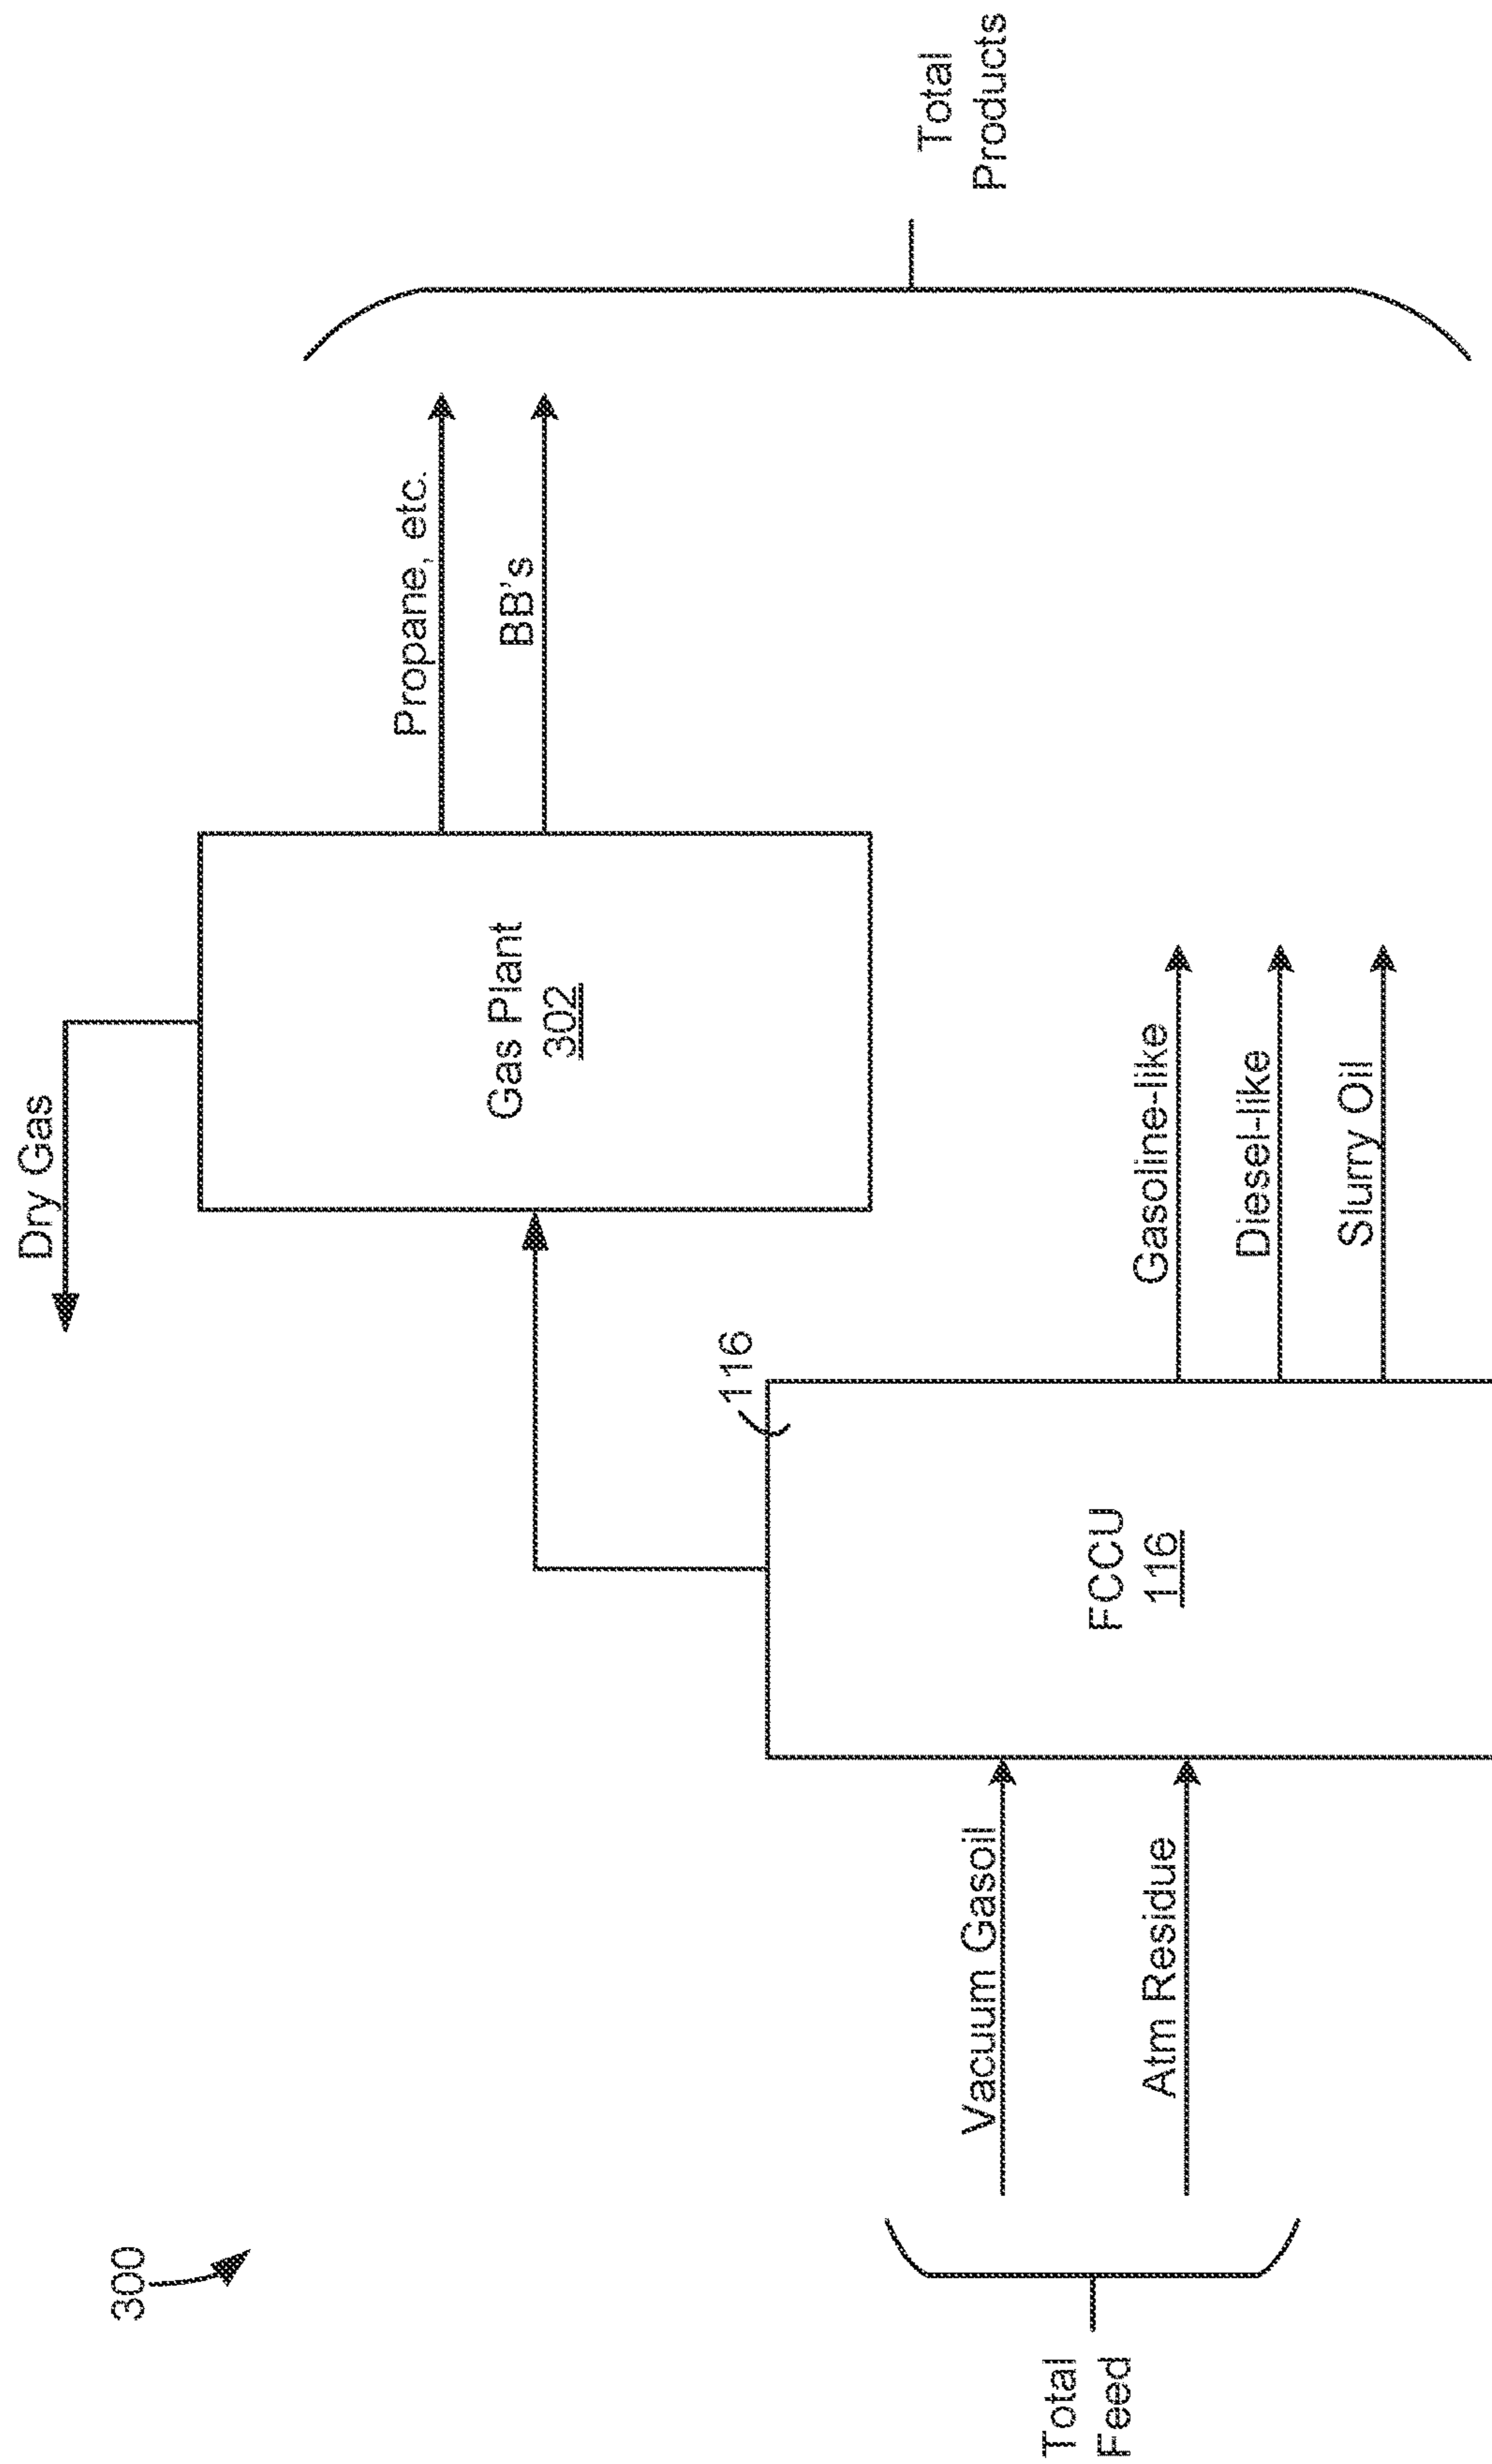 300
Dry Gas
Gas Plant
302
Propane, etc.
BB's
Total
Products
116
FCCU
116
Total
Feed
Vacuum Gasoil
Atm Residue
Gasoline-like
Diesel-like
Slurry Oil